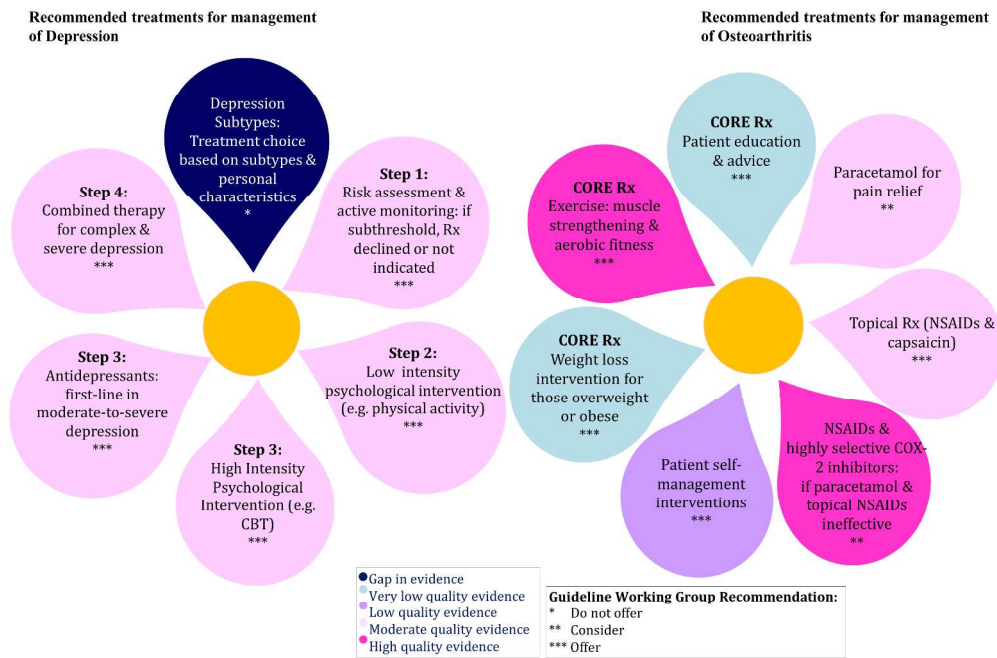 Recommended treatments for management
of Depression
Depression
Subtypes:
Treatment choice
based on subtypes &
personal
characteristics
*
Step 1:
Risk assessment &
active monitoring: if
subthreshold, Rx
declined or not
indicated
***
Step 2:
Low intensity
psychological intervention
(e.g. physical activity)
***
Step 3:
High Intensity
Psychological
Intervention (e.g.
CBT)
***
Step 3:
Antidepressants:
first-line in
moderate-to-severe
depression
***
Step 4:
Combined therapy
for complex &
severe depression
***
Recommended treatments for management
of Osteoarthritis
CORE Rx
Patient education
& advice
***
Paracetamol for
pain relief
**
Topical Rx (NSAIDs &
capsaicin)
***
NSAIDs &
highly selective COX-
2 inhibitors:
if paracetamol &
topical NSAIDs
ineffective
**
Patient self-
management
interventions
***
CORE Rx
Weight loss
intervention for
those overweight
or obese
***
CORE Rx
Exercise: muscle
strengthening &
aerobic fitness
***
Gap in evidence
Very low quality evidence
Low quality evidence
Moderate quality evidence
High quality evidence
Guideline Working Group Recommendation:
* Do not offer
** Consider
*** Offer